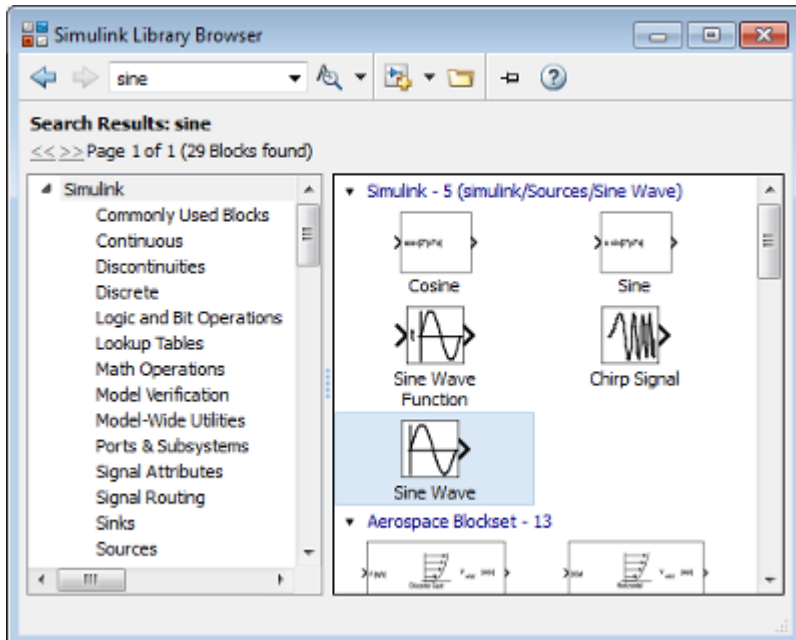 Simulink Library Browser
sine
Search Results: sine
<< >> Page 1 of 1 (29 Blocks found)
Simulink
Commonly Used Blocks
Continuous
Discontinuities
Discrete
Logic and Bit Operations
Lookup Tables
Math Operations
Model Verification
Model-Wide Utilities
Ports & Subsystems
Signal Attributes
Signal Routing
Sinks
Sources
Simulink - 5 (simulink/Sources/Sine Wave)
Cosine
Sine
t
Sine Wave
Function
Chirp Signal
Sine Wave
Aerospace Blockset - 13